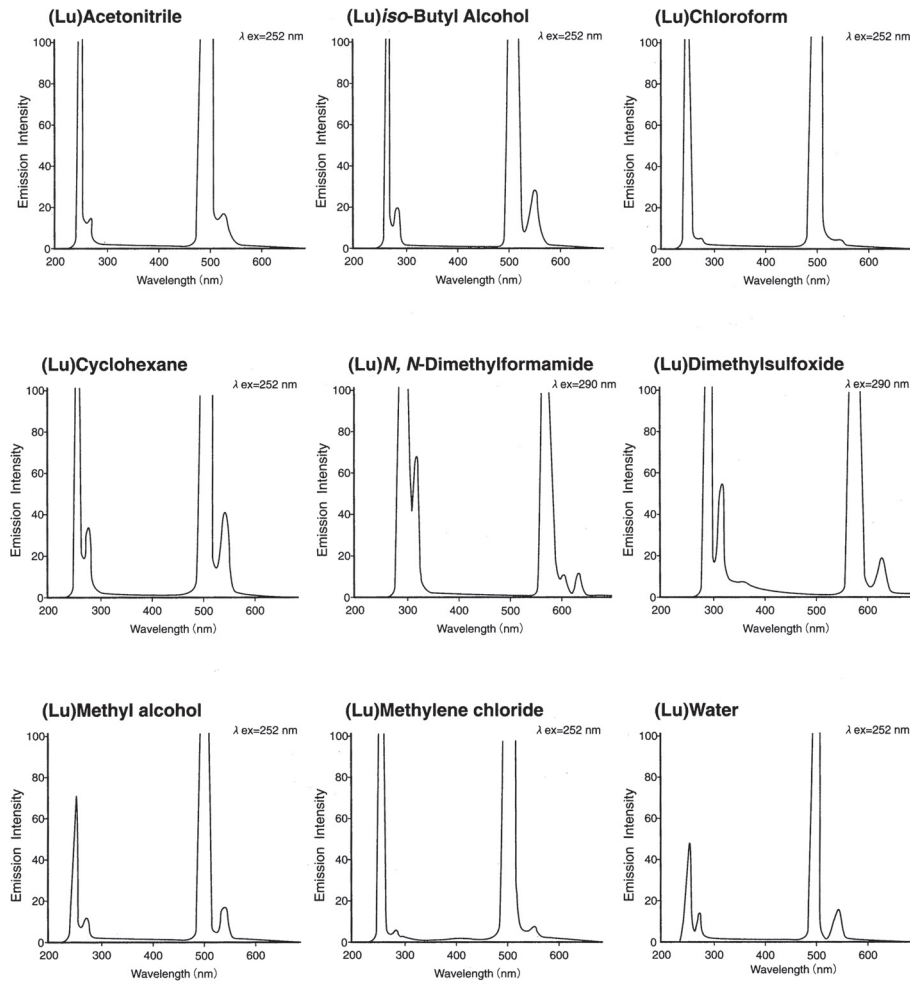 (Lu)Acetonitrile
λ ex=252 nm
Emission Intensity
100
80
60
40
20
0
200 300 400 500 600
Wavelength (nm)
(Lu)iso-Butyl Alcohol
λ ex=252 nm
Emission Intensity
100
80
60
40
20
0
200 300 400 500 600
Wavelength (nm)
(Lu)Chloroform
λ ex=252 nm
Emission Intensity
100
80
60
40
20
0
200 300 400 500 600
Wavelength (nm)
(Lu)Cyclohexane
λ ex=252 nm
Emission Intensity
100
80
60
40
20
0
200 300 400 500 600
Wavelength (nm)
(Lu)N, N-Dimethylformamide
λ ex=290 nm
Emission Intensity
100
80
60
40
20
0
200 300 400 500 600
Wavelength (nm)
(Lu)Dimethylsulfoxide
λ ex=290 nm
Emission Intensity
100
80
60
40
20
0
200 300 400 500 600
Wavelength (nm)
(Lu)Methyl alcohol
λ ex=252 nm
Emission Intensity
100
80
60
40
20
0
200 300 400 500 600
Wavelength (nm)
(Lu)Methylene chloride
λ ex=252 nm
Emission Intensity
100
80
60
40
20
0
200 300 400 500 600
Wavelength (nm)
(Lu)Water
λ ex=252 nm
Emission Intensity
100
80
60
40
20
0
200 300 400 500 600
Wavelength (nm)